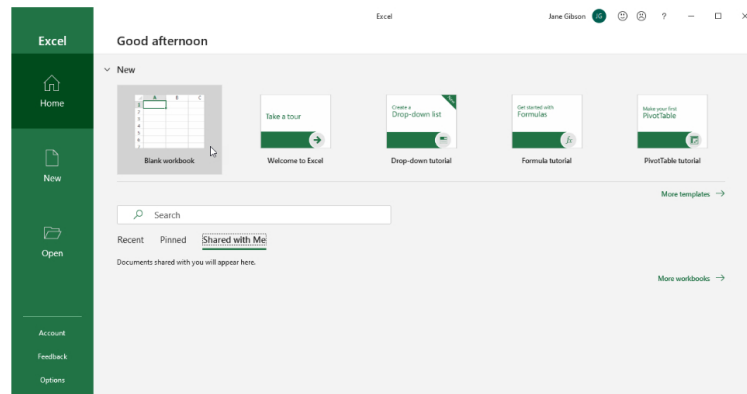 Excel
Jane Gibson
JG
?
Excel
Good afternoon
New
Home
New
Open
Account
Feedback
Options
A B C
1
2
3
4
5
6
7
Blank workbook
Take a tour
Welcome to Excel
Create a
Drop-down list
Drop-down tutorial
Get started with
Formulas
fx
Formula tutorial
Make your first
PivotTable
PivotTable tutorial
More templates
Search
Recent Pinned Shared with Me
Documents shared with you will appear here.
More workbooks